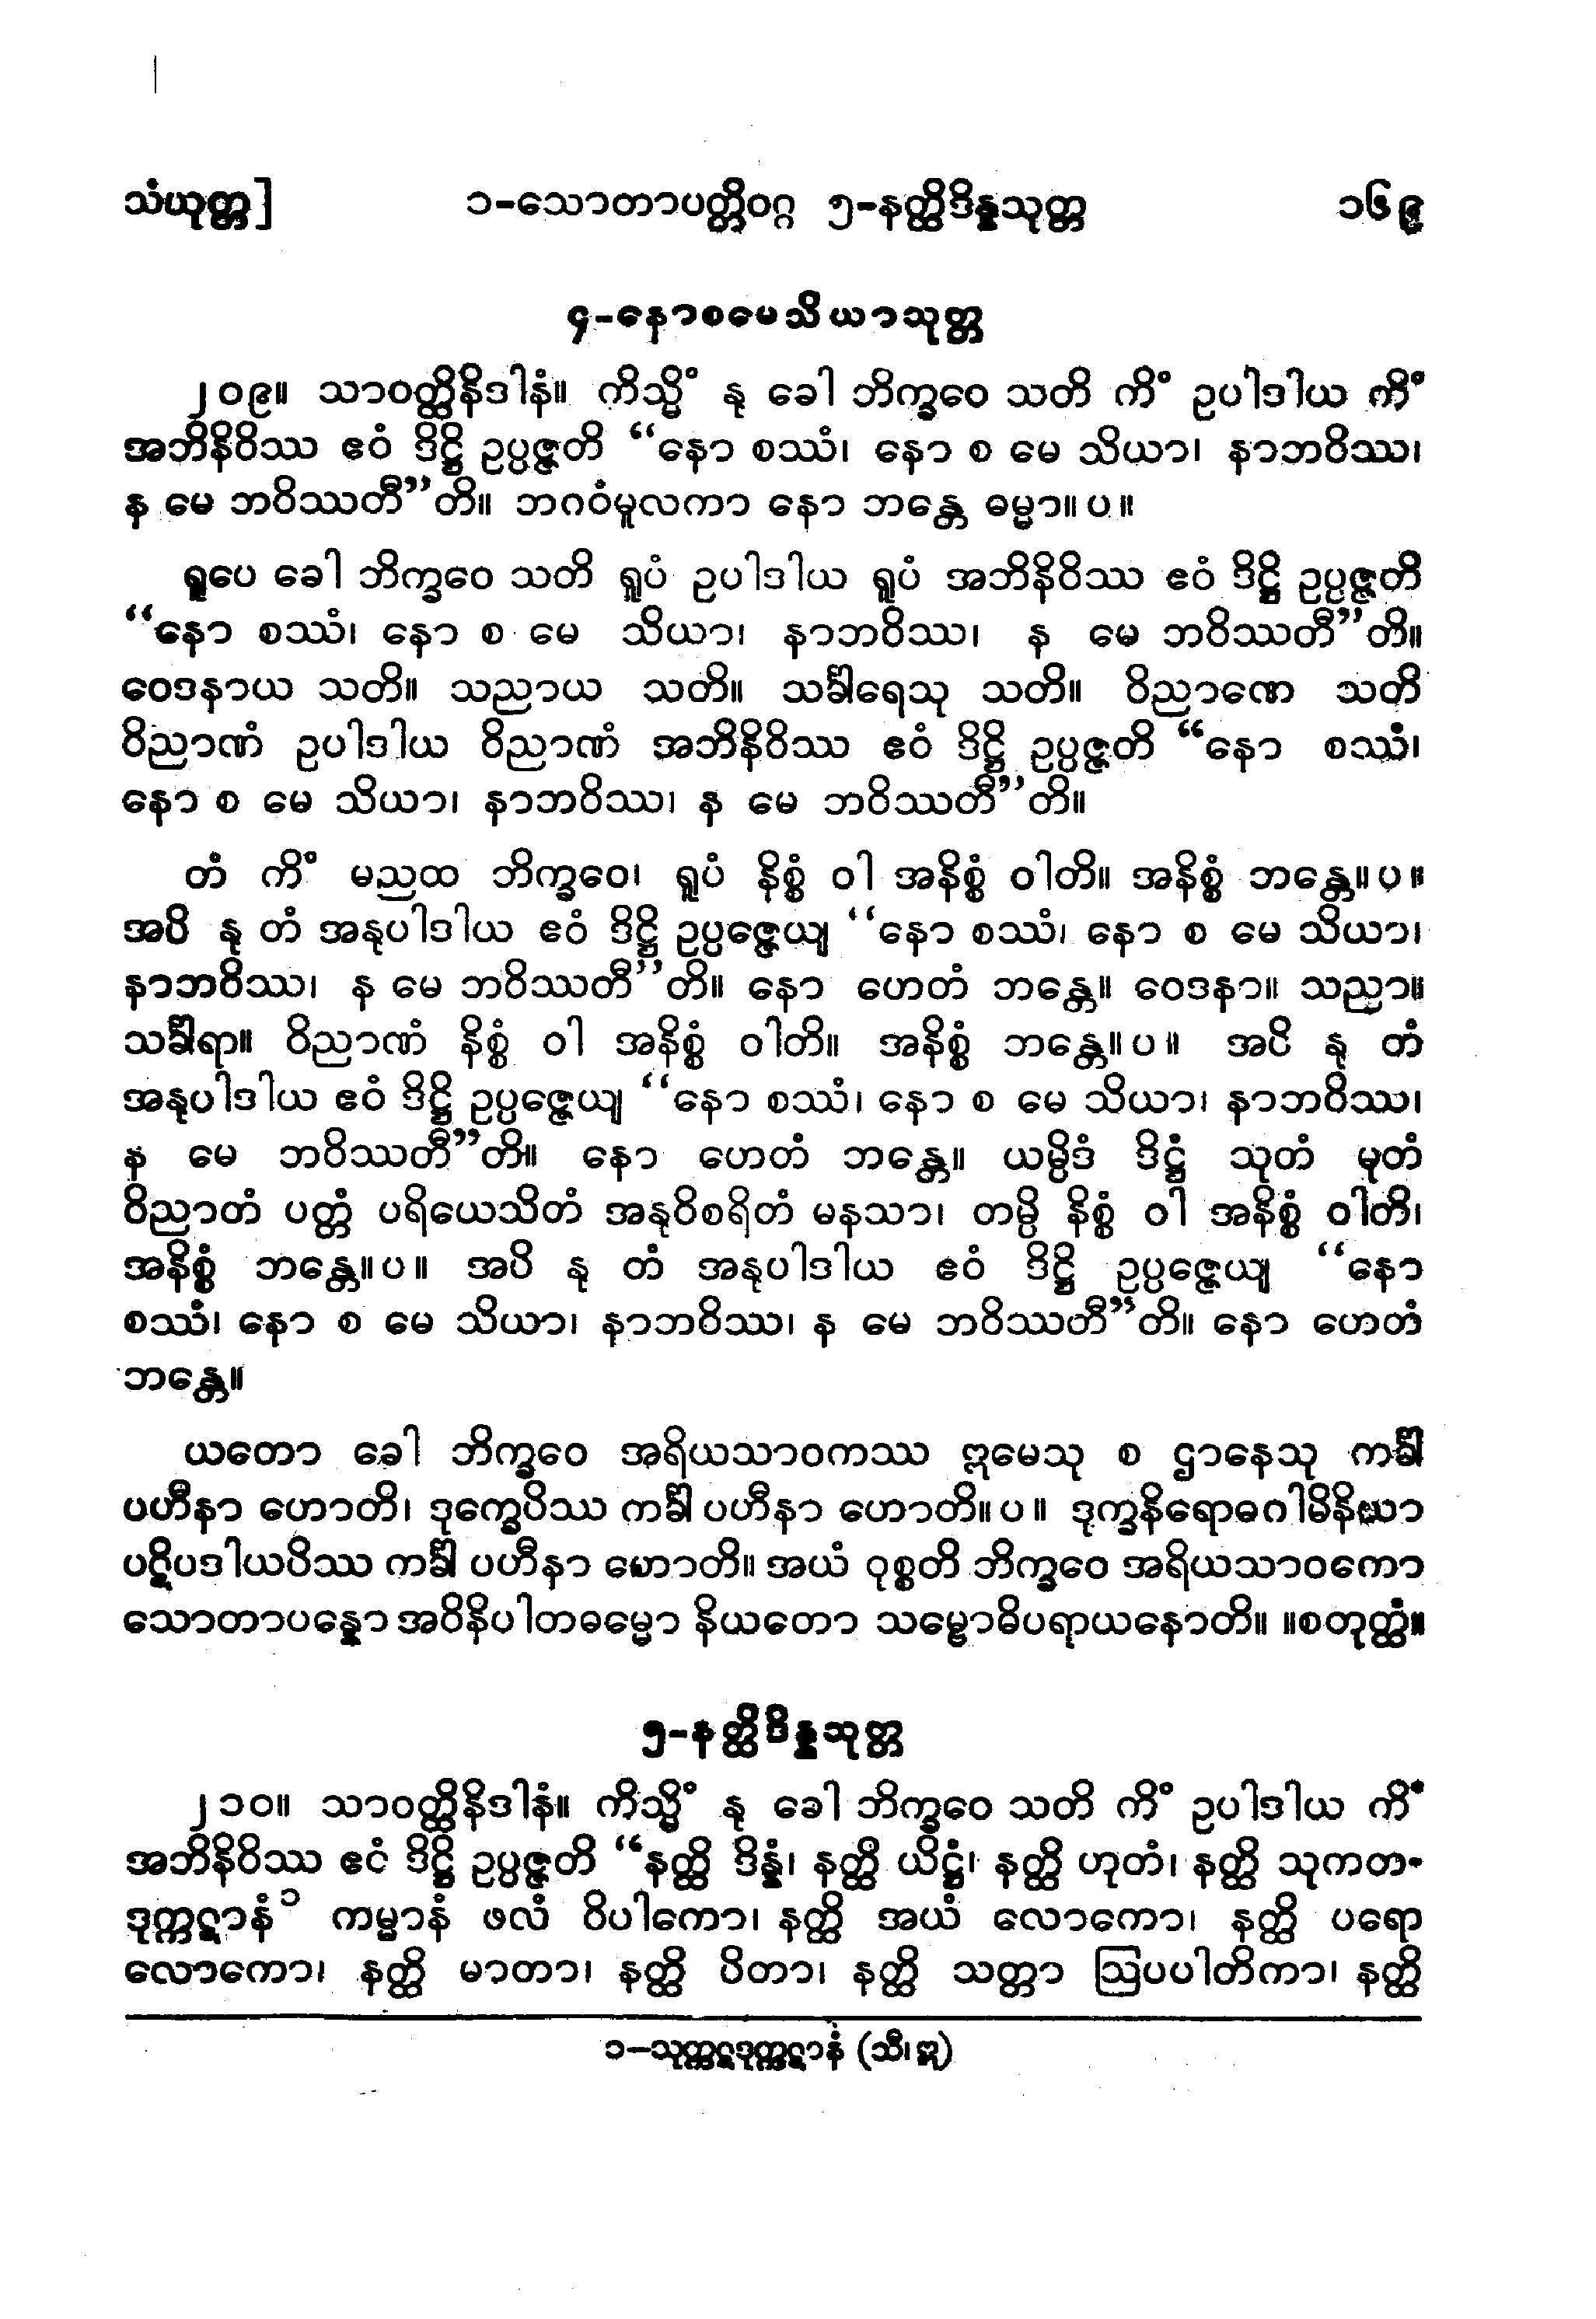 သံယုတ္တ] ၁-သောတာပတ္တိဝဂ္ဂ ၅-နတ္ထိဒိန္နသုတ္တ ၁၆၉
၄-နောစမေသိယာသုတ္တ
၂၀၉။ သာဝတ္ထိနိဒါနံ။ ကိသ္မိံ နု ခေါ ဘိက္ခဝေ သတိ ကိံ ဥပါဒါယ ကိံ
အဘိနိဝိဿ ဧဝံ ဒိဋ္ဌိ ဥပ္ပဇ္ဇတိ “နော စဿံ၊ နော စ မေ သိယာ၊ နာဘဝိဿ၊
န မေ ဘဝိဿတီ”တိ။ ဘဂဝံမူလကာ နော ဘန္တေ ဓမ္မာ။ ပ ။
ရူပေ ခေါ ဘိက္ခဝေ သတိ ရူပံ ဥပါဒါယ ရူပံ အဘိနိဝိဿ ဧဝံ ဒိဋ္ဌိ ဥပ္ပဇ္ဇတိ
“နော စဿံ၊ နော စ မေ သိယာ၊ နာဘဝိဿ၊ န မေ ဘဝိဿတီ”တိ။
ဝေဒနာယ သတိ။ သညာယ သတိ။ သင်္ခါရေသု သတိ။ ဝိညာဏေ သတိ
ဝိညာဏံ ဥပါဒါယ ဝိညာဏံ အဘိနိဝိဿ ဧဝံ ဒိဋ္ဌိ ဥပ္ပဇ္ဇတိ “နော စဿံ၊
နော စ မေ သိယာ၊ နာဘဝိဿ၊ န မေ ဘဝိဿတီ”တိ။
တံ ကိံ မညထ ဘိက္ခဝေ၊ ရူပံ နိစ္စံ ဝါ အနိစ္စံ ဝါတိ။ အနိစ္စံ ဘန္တေ။ ပ ။
အပိ နု တံ အနုပါဒါယ ဧဝံ ဒိဋ္ဌိ ဥပ္ပဇ္ဇေယျ “နော စဿံ၊ နော စ မေ သိယာ၊
နာဘဝိဿ၊ န မေ ဘဝိဿတီ”တိ။ နော ဟေတံ ဘန္တေ။ ဝေဒနာ။ သညာ။
သင်္ခါရာ။ ဝိညာဏံ နိစ္စံ ဝါ အနိစ္စံ ဝါတိ။ အနိစ္စံ ဘန္တေ။ ပ ။ အပိ နု တံ
အနုပါဒါယ ဧဝံ ဒိဋ္ဌိ ဥပ္ပဇ္ဇေယျ “နော စဿံ၊ နော စ မေ သိယာ၊ နာဘဝိဿ၊
န မေ ဘဝိဿတီ”တိ။ နော ဟေတံ ဘန္တေ။ ယမ္ပိဒံ ဒိဋ္ဌံ သုတံ မုတံ
ဝိညာတံ ပတ္တံ ပရိယေသိတံ အနုဝိစရိတံ မနသာ၊ တမ္ပိ နိစ္စံ ဝါ အနိစ္စံ ဝါတိ၊
အနိစ္စံ ဘန္တေ။ ပ ။ အပိ နု တံ အနုပါဒါယ ဧဝံ ဒိဋ္ဌိ ဥပ္ပဇ္ဇေယျ “နော
စဿံ၊ နော စ မေ သိယာ၊ နာဘဝိဿ၊ န မေ ဘဝိဿတီ”တိ။ နော ဟေတံ
ဘန္တေ။
ယတော ခေါ ဘိက္ခဝေ အရိယသာဝကဿ ဣမေသု စ ဌာနေသု ကင်္ခါ
ပဟီနာ ဟောတိ၊ ဒုက္ခေပိဿ ကင်္ခါ ပဟီနာ ဟောတိ။ ပ ။ ဒုက္ခနိရောဓဂါမိနိယာ
ပဋိပဒါယပိဿ ကင်္ခါ ပဟီနာ ဟောတိ။ အယံ ဝုစ္စတိ ဘိက္ခဝေ အရိယသာဝကော
သောတာပန္နော အဝိနိပါတဓမ္မော နိယတော သမ္ဗောဓိပရာယနောတိ။ ။စတုတ္ထံ။
၅-နတ္ထိဒိန္နသုတ္တ
၂၁၀။ သာဝတ္ထိနိဒါနံ။ ကိသ္မိံ နု ခေါ ဘိက္ခဝေ သတိ ကိံ ဥပါဒါယ ကိံ
အဘိနိဝိဿ ဧဝံ ဒိဋ္ဌိ ဥပ္ပဇ္ဇတိ “နတ္ထိ ဒိန္နံ၊ နတ္ထိ ယိဋ္ဌံ၊ နတ္ထိ ဟုတံ၊ နတ္ထိ သုကတ-
ဒုက္ကဋာနံ ၁ ကမ္မာနံ ဖလံ ဝိပါကော၊ နတ္ထိ အယံ လောကော၊ နတ္ထိ ပရော
လောကော၊ နတ္ထိ မာတာ၊ နတ္ထိ ပိတာ၊ နတ္ထိ သတ္တာ ဩပပါတိကာ၊ နတ္ထိ
၁-သုက္ကဋဒုက္ကဋာနံ (သီ၊ ဣ)